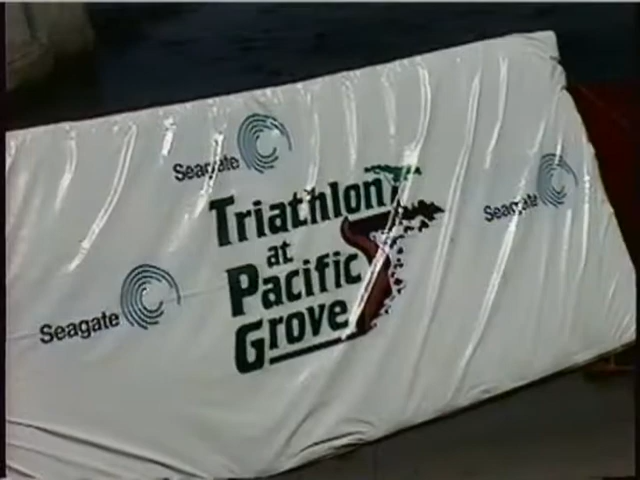 Seagate
Triathlon
at
Pacific
Grove
Seagate
Seagate